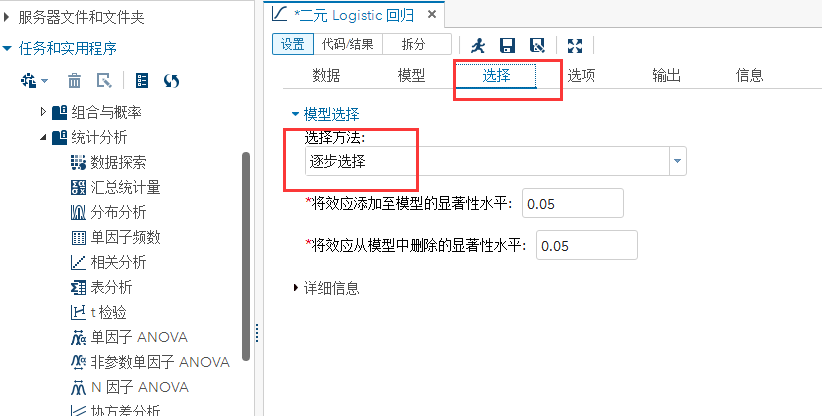 服务器文件和文件夹
任务和实用程序
组合与概率
统计分析
数据探索
汇总统计量
分布分析
单因子频数
相关分析
表分析
t 检验
单因子 ANOVA
非参数单因子 ANOVA
N 因子 ANOVA
协方差分析
*二元 Logistic 回归
设置 代码/结果 拆分
数据 模型 选择 选项 输出 信息
模型选择
选择方法:
逐步选择
*将效应添加至模型的显著性水平: 0.05
*将效应从模型中删除的显著性水平: 0.05
详细信息